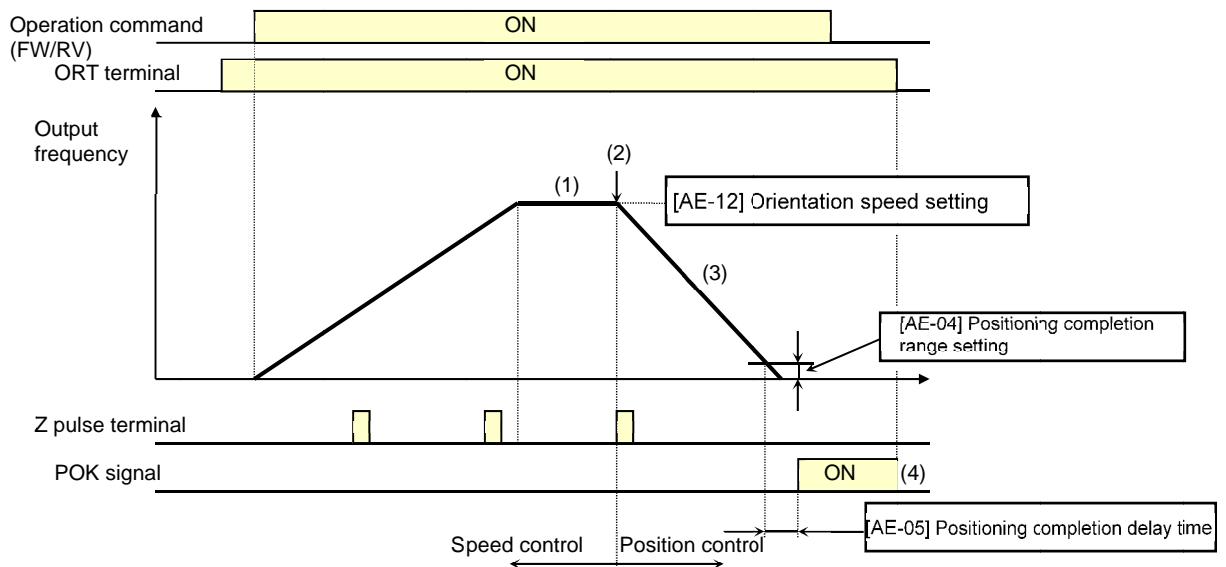 Operation command
(FW/RV)
ON
ORT terminal
ON
Output
frequency
(1)
(2)
[AE-12] Orientation speed setting
(3)
[AE-04] Positioning completion
range setting
Z pulse terminal
POK signal
ON
(4)
[AE-05] Positioning completion delay time
Speed control
Position control